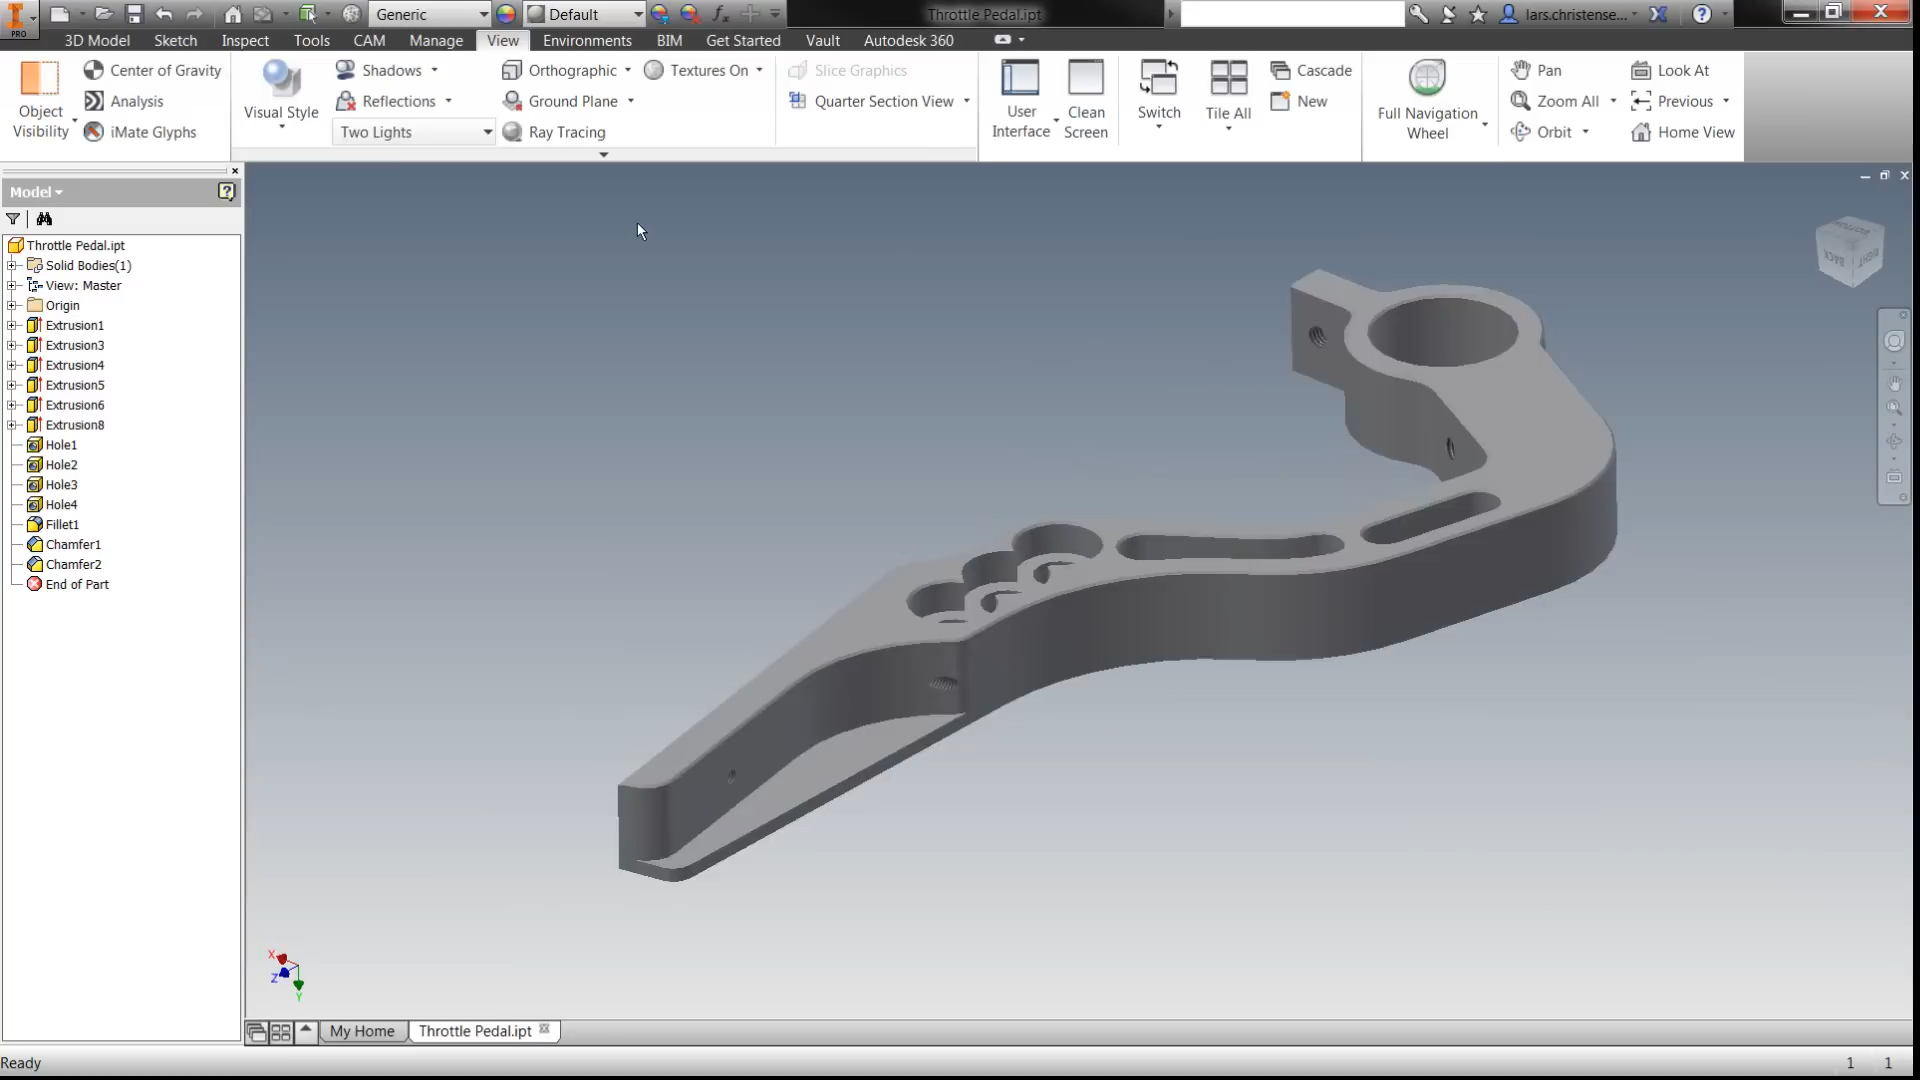 PRO
Generic
Default
Throttle Pedal.ipt
lars.christense...
3D Model
Sketch
Inspect
Tools
CAM
Manage
View
Environments
BIM
Get Started
Vault
Autodesk 360
Object
Visibility
Center of Gravity
Analysis
iMate Glyphs
Visual Style
Shadows
Reflections
Two Lights
Orthographic
Ground Plane
Ray Tracing
Textures On
Slice Graphics
Quarter Section View
User
Interface
Clean
Screen
Switch
Tile All
Cascade
New
Full Navigation
Wheel
Pan
Zoom All
Orbit
Look At
Previous
Home View
Model
Throttle Pedal.ipt
Solid Bodies(1)
View: Master
Origin
Extrusion1
Extrusion3
Extrusion4
Extrusion5
Extrusion6
Extrusion8
Hole1
Hole2
Hole3
Hole4
Fillet1
Chamfer1
Chamfer2
End of Part
BOTTOM
BACK
RIGHT
X
Z
Y
My Home
Throttle Pedal.ipt
Ready
1 1